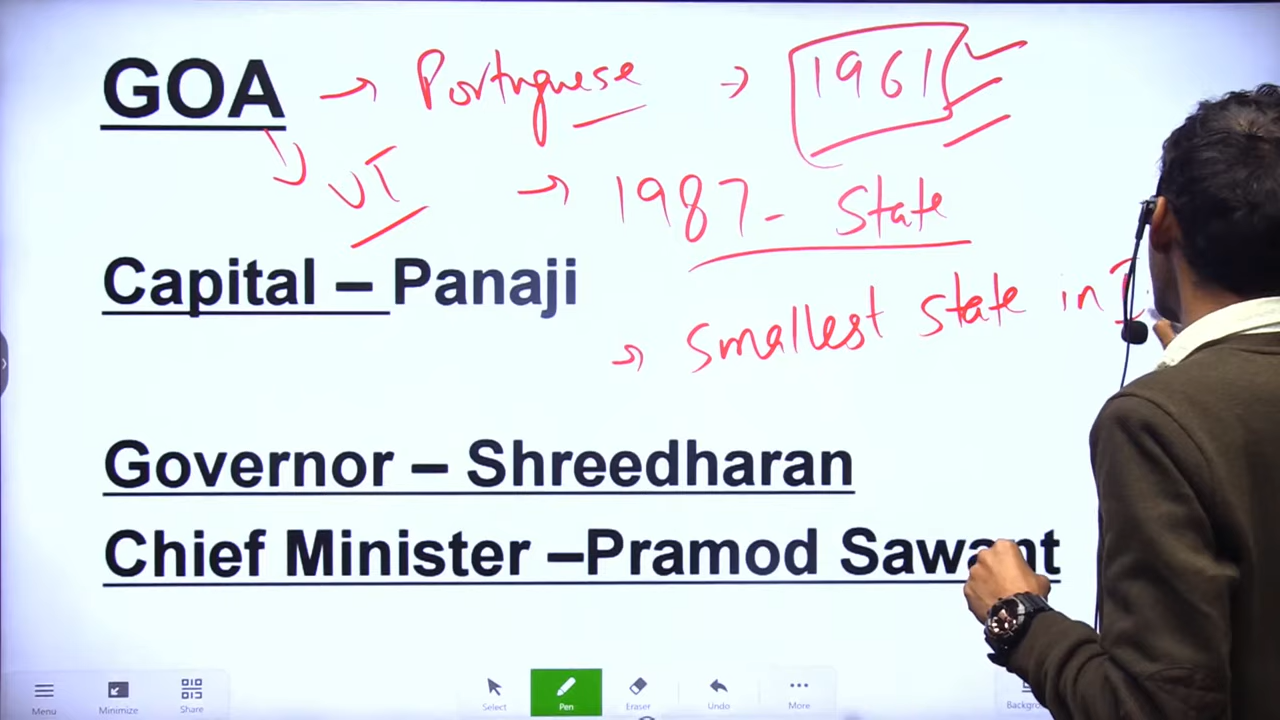 GOA → Portuguese → 1961
UT → 1987 - State
Capital – Panaji
→ Smallest state in
Governor – Shreedharan
Chief Minister –Pramod Sawant
Menu Minimize Share Select Pen Eraser Undo More